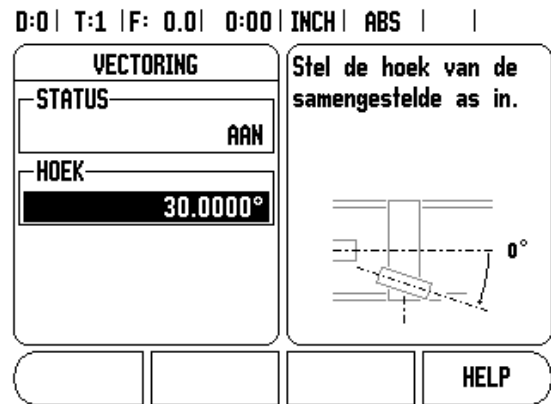 D:0| T:1 |F: 0.0| 0:00| INCH| ABS | |
VECTORING
STATUS
AAN
HOEK
30.0000°
Stel de hoek van de
samengestelde as in.
0°
HELP